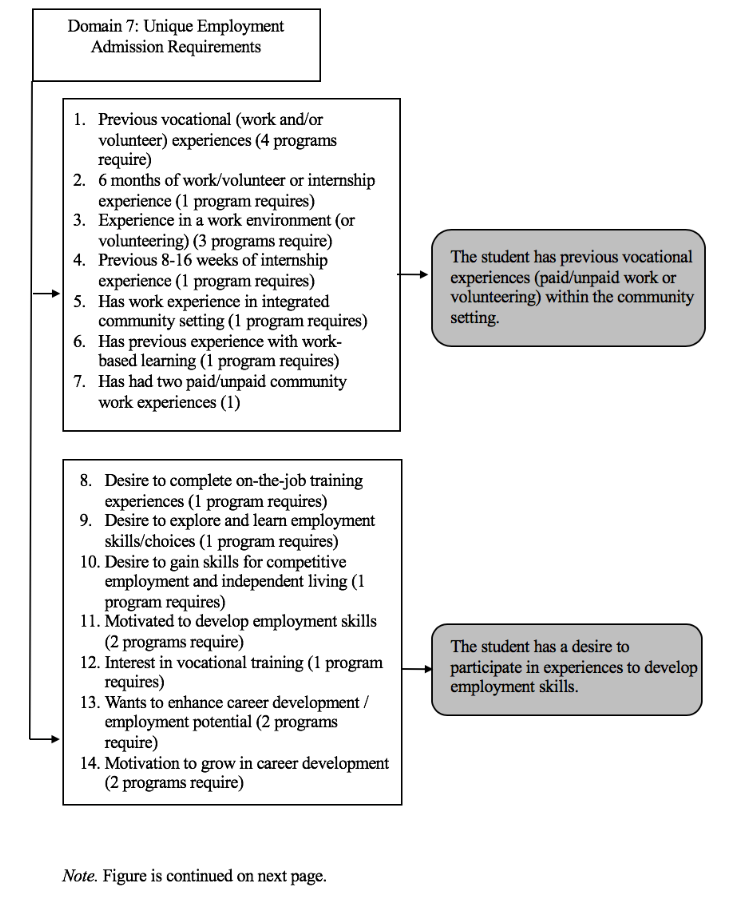 Domain 7: Unique Employment
Admission Requirements
1. Previous vocational (work and/or
volunteer) experiences (4 programs
require)
2. 6 months of work/volunteer or internship
experience (1 program requires)
3. Experience in a work environment (or
volunteering) (3 programs require)
4. Previous 8-16 weeks of internship
experience (1 program requires)
5. Has work experience in integrated
community setting (1 program requires)
6. Has previous experience with work-
based learning (1 program requires)
7. Has had two paid/unpaid community
work experiences (1)
The student has previous vocational
experiences (paid/unpaid work or
volunteering) within the community
setting.
8. Desire to complete on-the-job training
experiences (1 program requires)
9. Desire to explore and learn employment
skills/choices (1 program requires)
10. Desire to gain skills for competitive
employment and independent living (1
program requires)
11. Motivated to develop employment skills
(2 programs require)
12. Interest in vocational training (1 program
requires)
13. Wants to enhance career development /
employment potential (2 programs
require)
14. Motivation to grow in career development
(2 programs require)
The student has a desire to
participate in experiences to develop
employment skills.
Note. Figure is continued on next page.